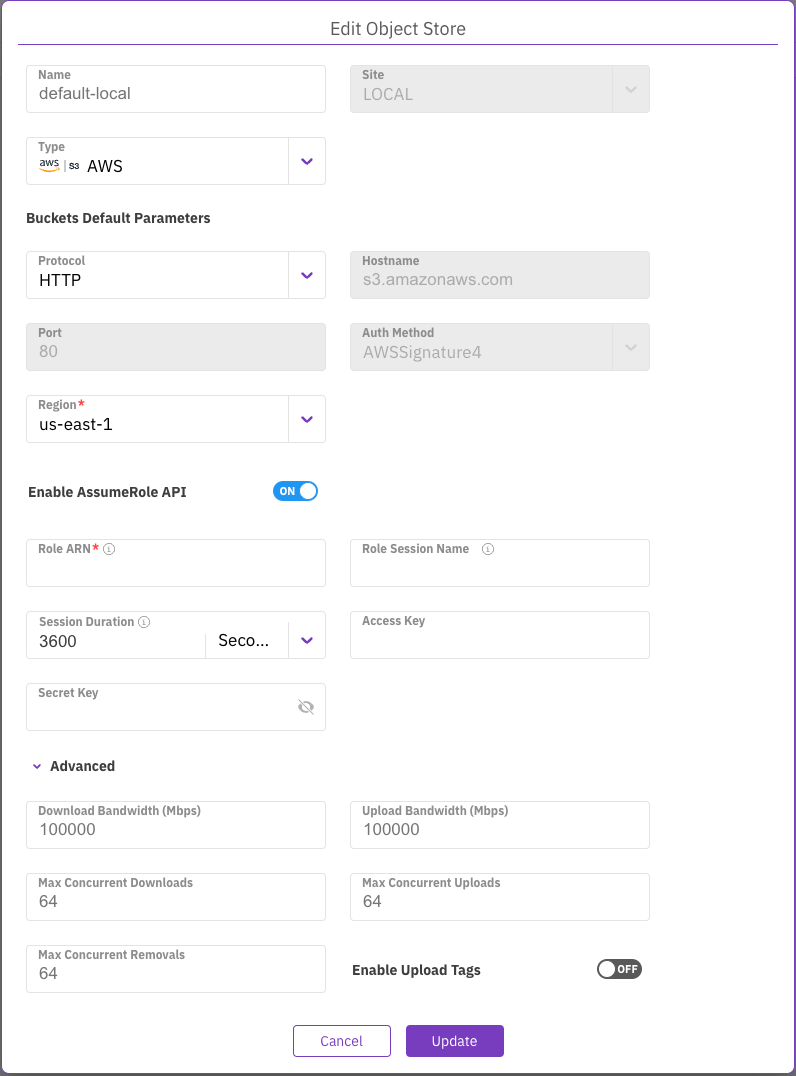 Edit Object Store
Name
default-local
Site
LOCAL
Type
aws | S3 AWS
Buckets Default Parameters
Protocol
HTTP
Hostname
s3.amazonaws.com
Port
80
Auth Method
AWSSignature4
Region*
us-east-1
Enable AssumeRole API
ON
Role ARN*
Role Session Name
Session Duration
3600
Seco...
Access Key
Secret Key
Advanced
Download Bandwidth (Mbps)
100000
Upload Bandwidth (Mbps)
100000
Max Concurrent Downloads
64
Max Concurrent Uploads
64
Max Concurrent Removals
64
Enable Upload Tags
OFF
Cancel
Update